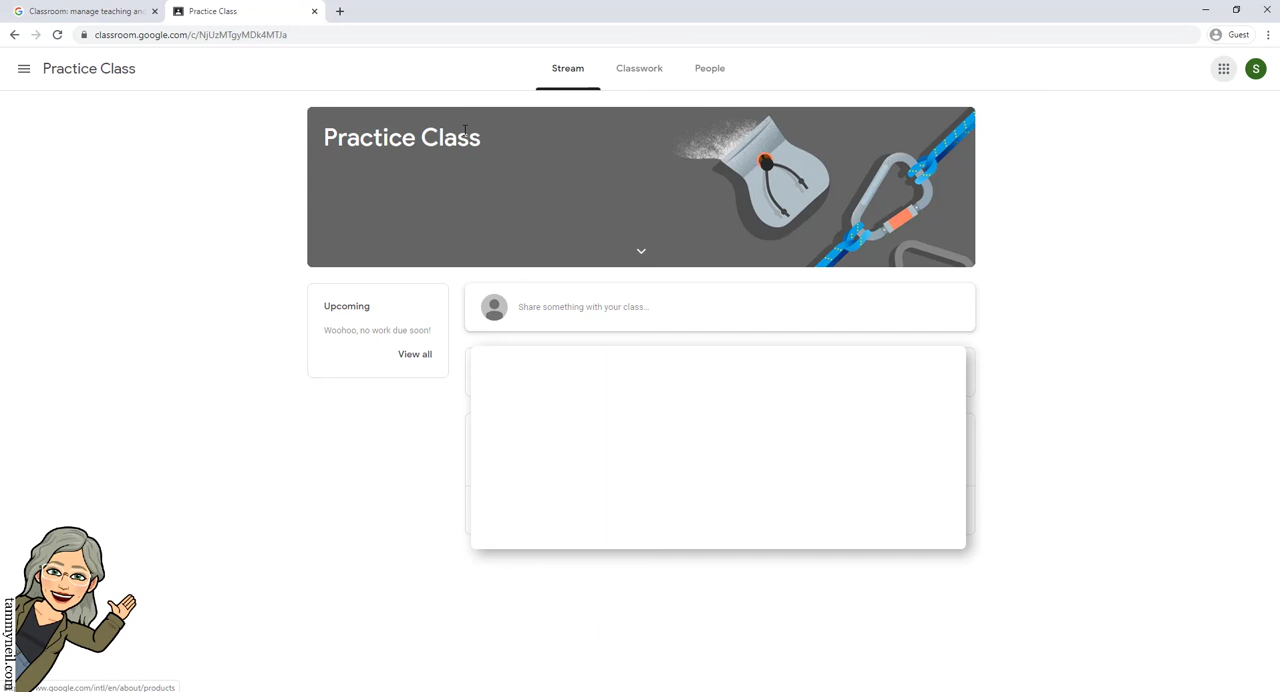 Classroom: manage teaching an
Practice Class
classroom.google.com/c/NjUzMTgyMDk4MTJa
Guest
Practice Class
Stream
Classwork
People
S
Practice Class
Upcoming
Woohoo, no work due soon!
View all
Share something with your class...
tammyneil.com
www.google.com/intl/en/about/products